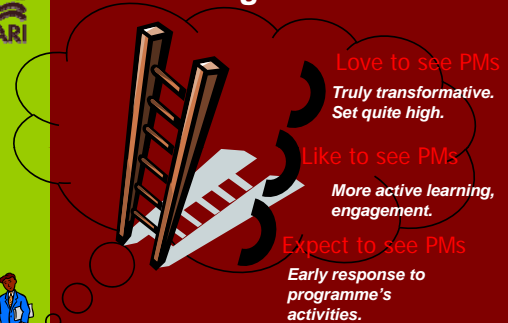 ARI
Love to see PMs
Truly transformative.
Set quite high.
Like to see PMs
More active learning,
engagement.
Expect to see PMs
Early response to
programme's
activities.